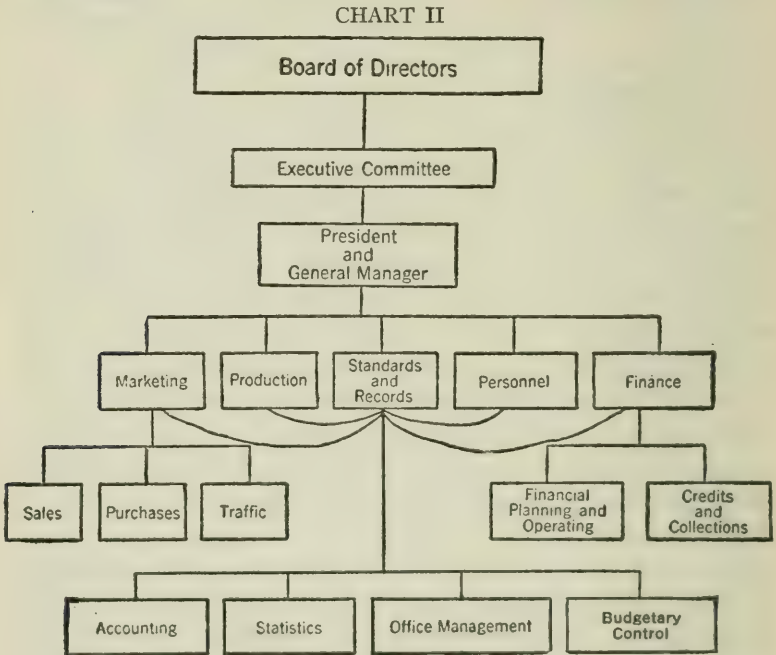 CHART II
Board of Directors
Executive Committee
President
and
General Manager
Marketing
Production
Standards
and
Records
Personnel
Finance
Sales
Purchases
Traffic
Financial
Planning and
Operating
Credits
and
Collections
Accounting
Statistics
Office Management
Budgetary
Control